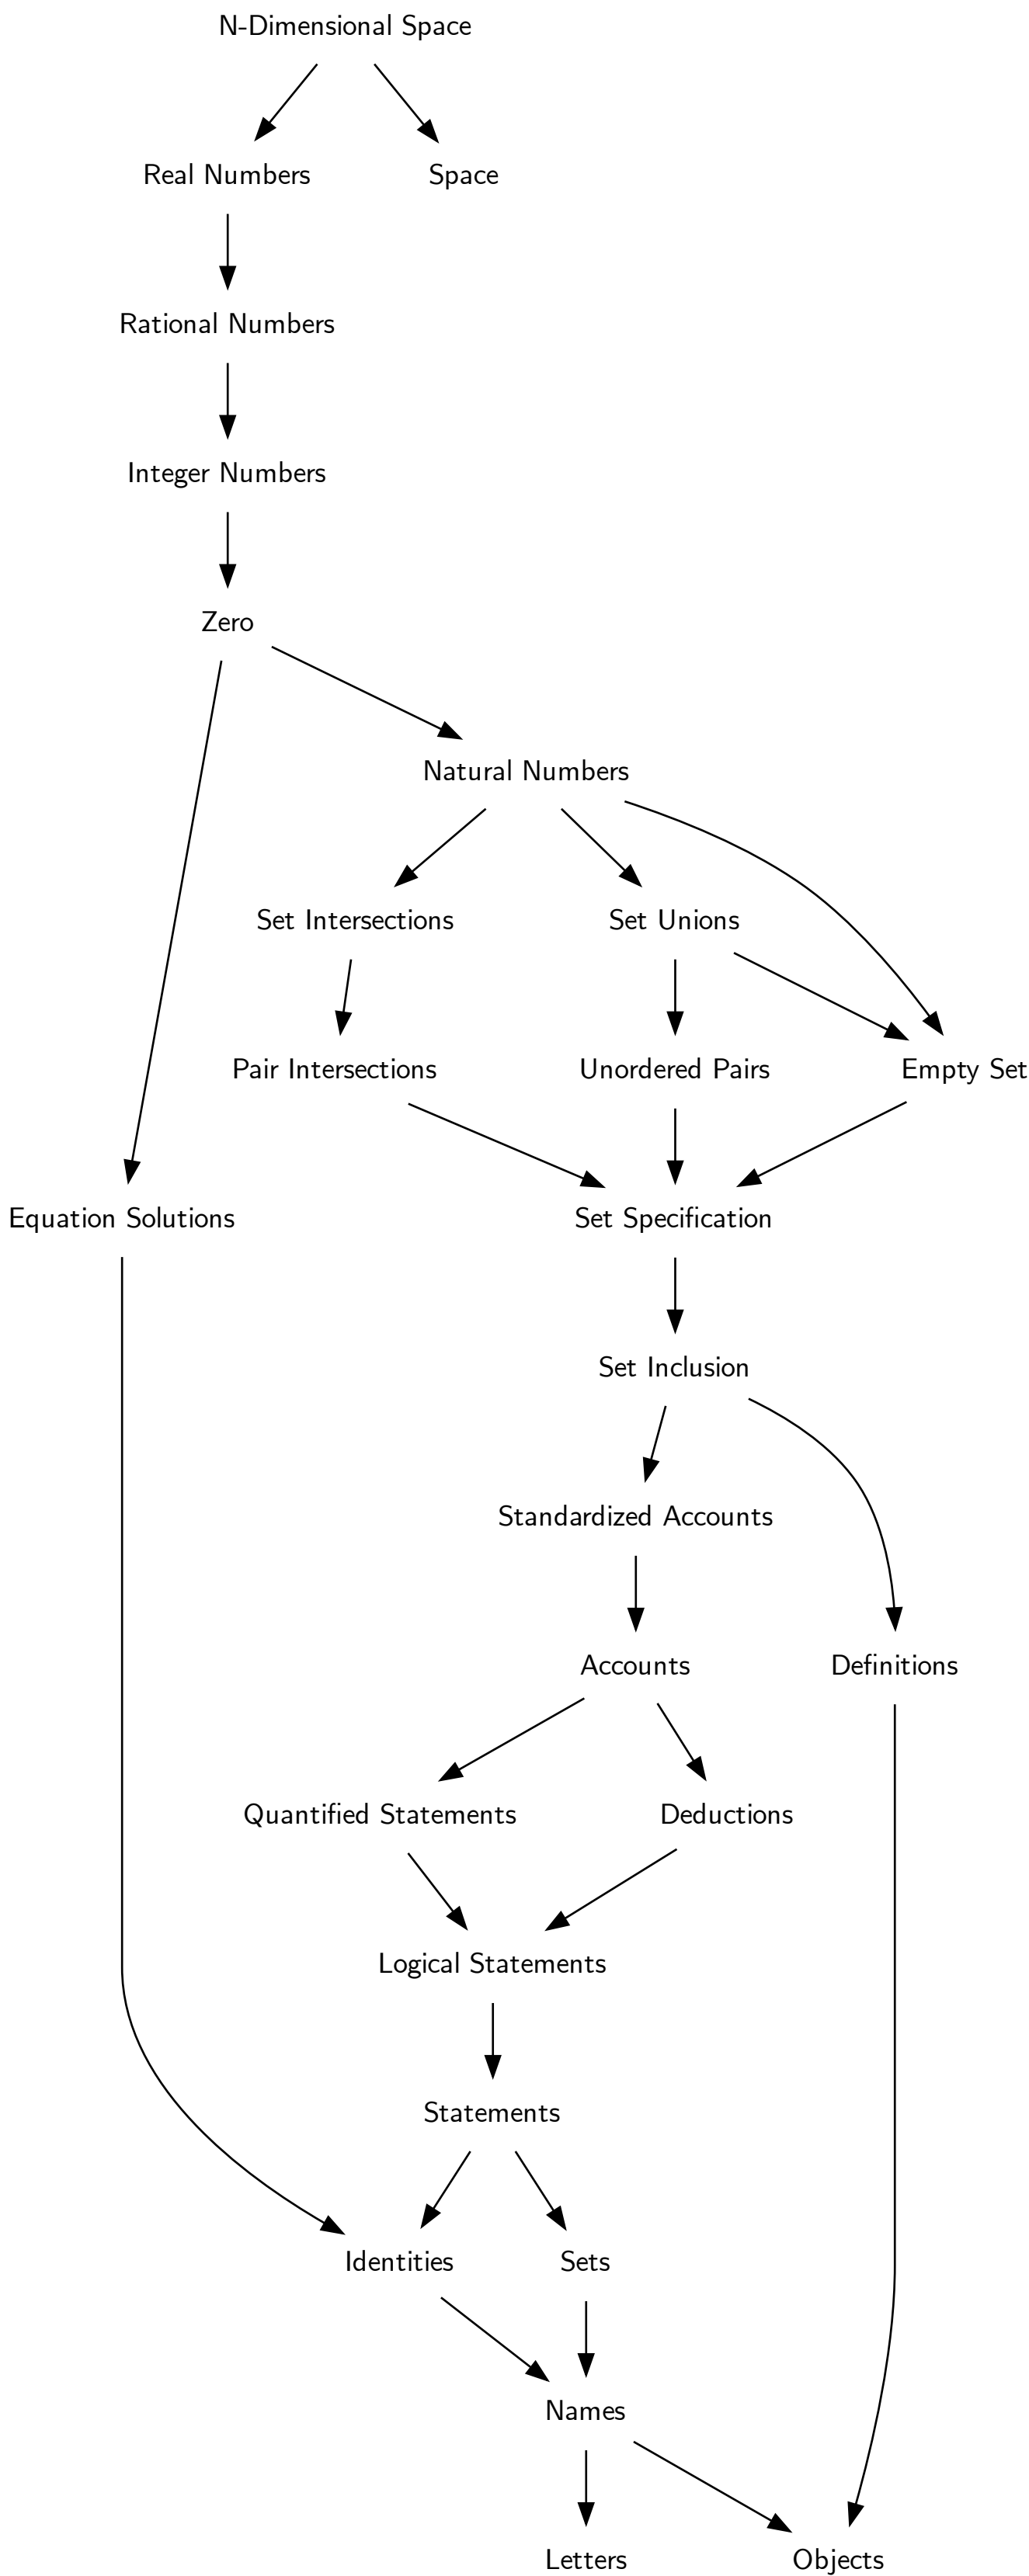 N-Dimensional Space
Real Numbers
Space
Rational Numbers
Integer Numbers
Zero
Natural Numbers
Set Intersections
Set Unions
Pair Intersections
Unordered Pairs
Empty Set
Equation Solutions
Set Specification
Set Inclusion
Standardized Accounts
Accounts
Definitions
Quantified Statements
Deductions
Logical Statements
Statements
Identities
Sets
Names
Letters
Objects